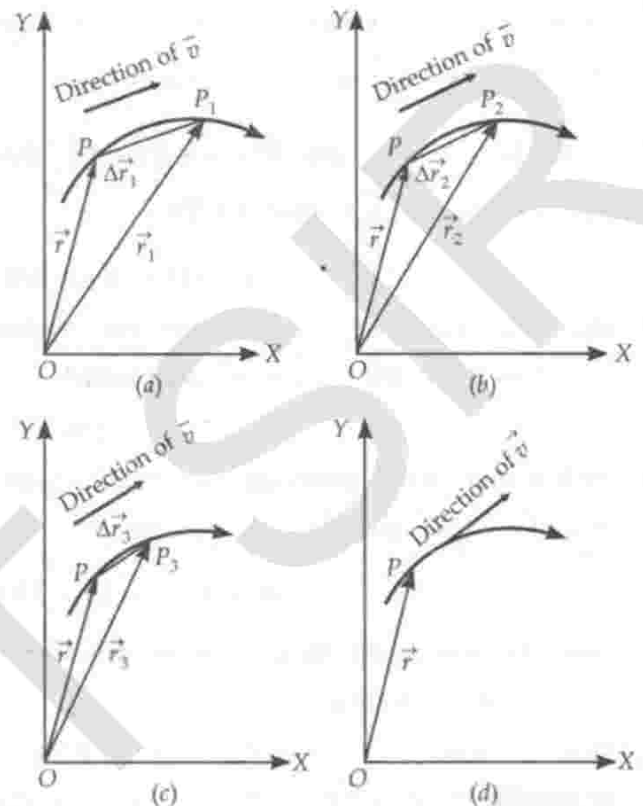 Y
Direction of v̄
P
P₁
Δr⃗₁
r⃗
r⃗₁
O
X
(a)
Y
Direction of v̄
P
P₂
Δr⃗₂
r⃗
r⃗₂
O
X
(b)
Y
Direction of v̄
Δr⃗₃
P
P₃
r⃗
r⃗₃
O
X
(c)
Y
Direction of v⃗
P
r⃗
O
X
(d)